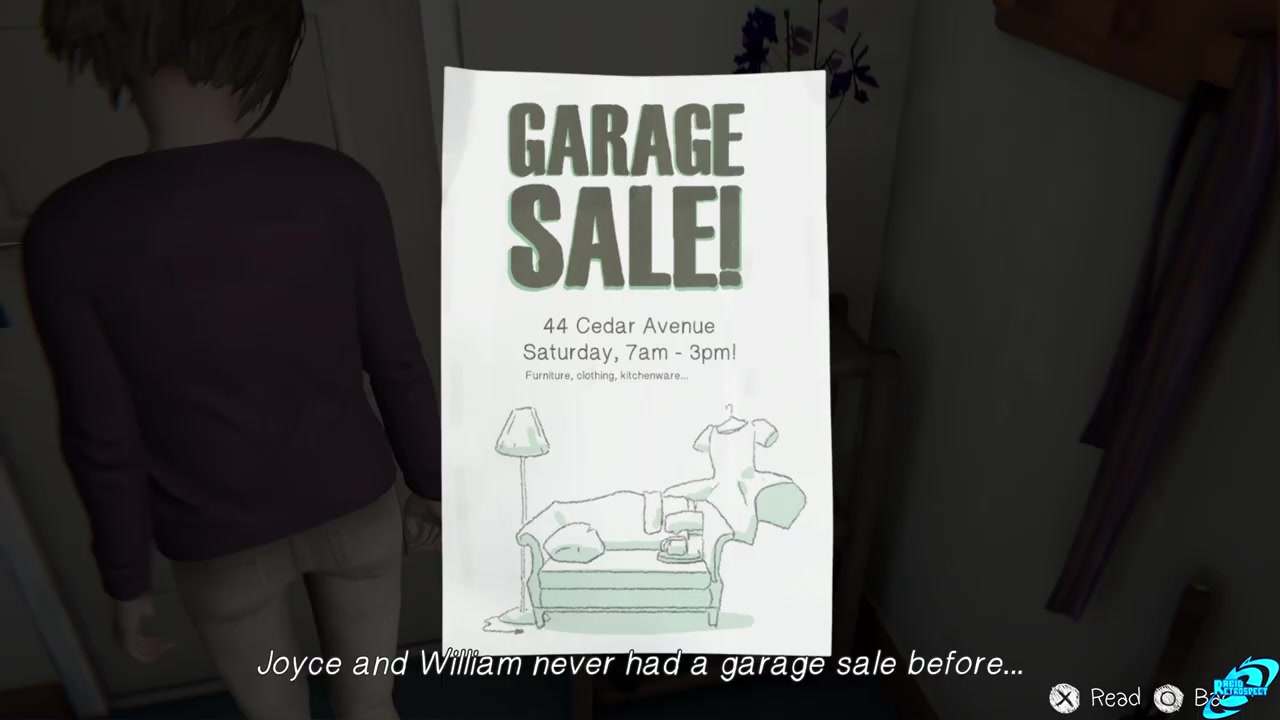 GARAGE
SALE!
44 Cedar Avenue
Saturday, 7am - 3pm!
Furniture, clothing, kitchenware...
Joyce and William never had a garage sale before...
Read
RETROSPECT